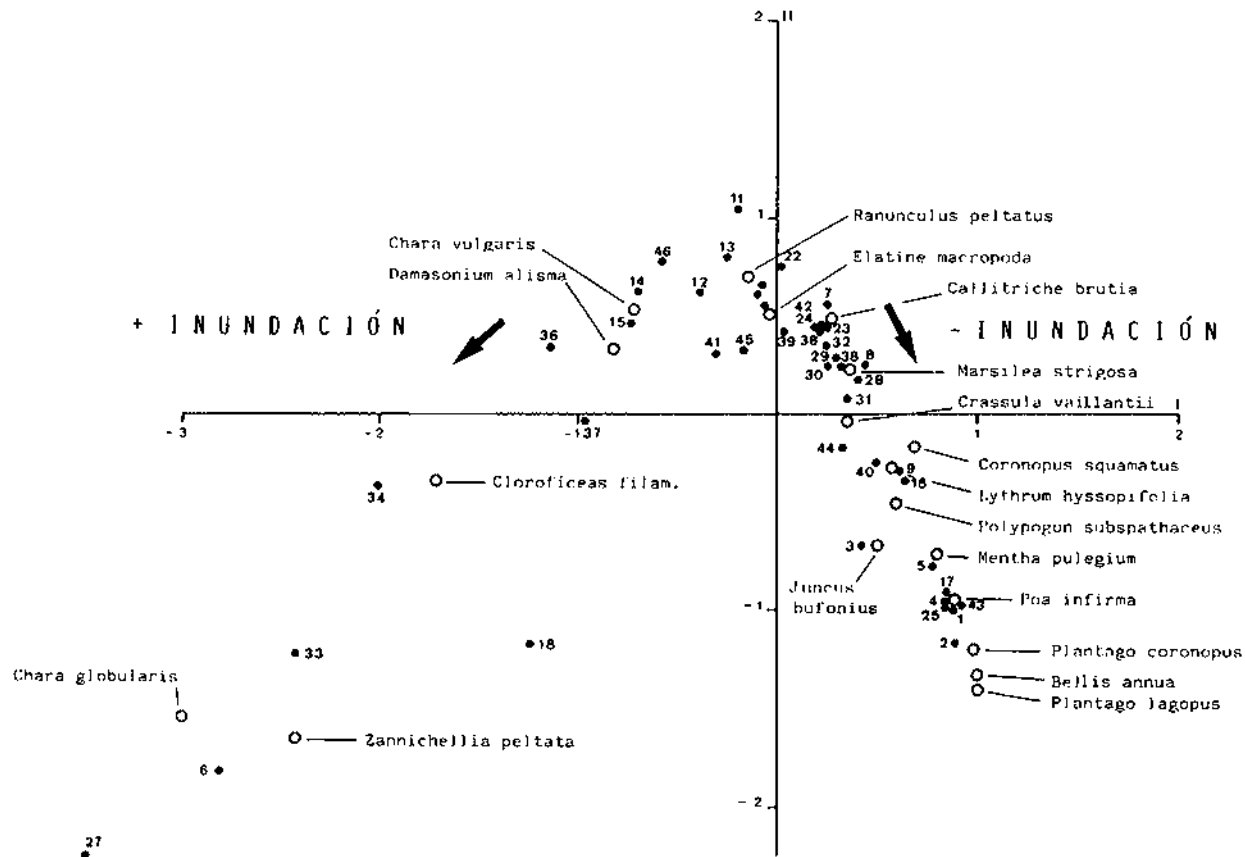 2 II
11
1
Ranunculus peltatus
Chara vulgaris
46
13
22
Elatine macropoda
Damasonium alisma
14
12
7
Callitriche brutia
+ INUNDACIÓN
15
42
24
23
- INUNDACIÓN
36
41
45
39
36
32
29
38
8
30
28
Marsilea strigosa
31
Crassula vaillantii
-3
-2
-1
37
1
2
44
Coronopus squamatus
40
9
16
Cloroficeas filam.
34
Lythrum hyssopifolia
Polypogon subspathaceus
3
5
Mentha pulegium
Juncus
bufonius
17
4
43
Poa infirma
-1
25
1
18
2
33
Plantago coronopus
Chara globularis
Bellis annua
Plantago lagopus
Zannichellia peltata
6
-2
27